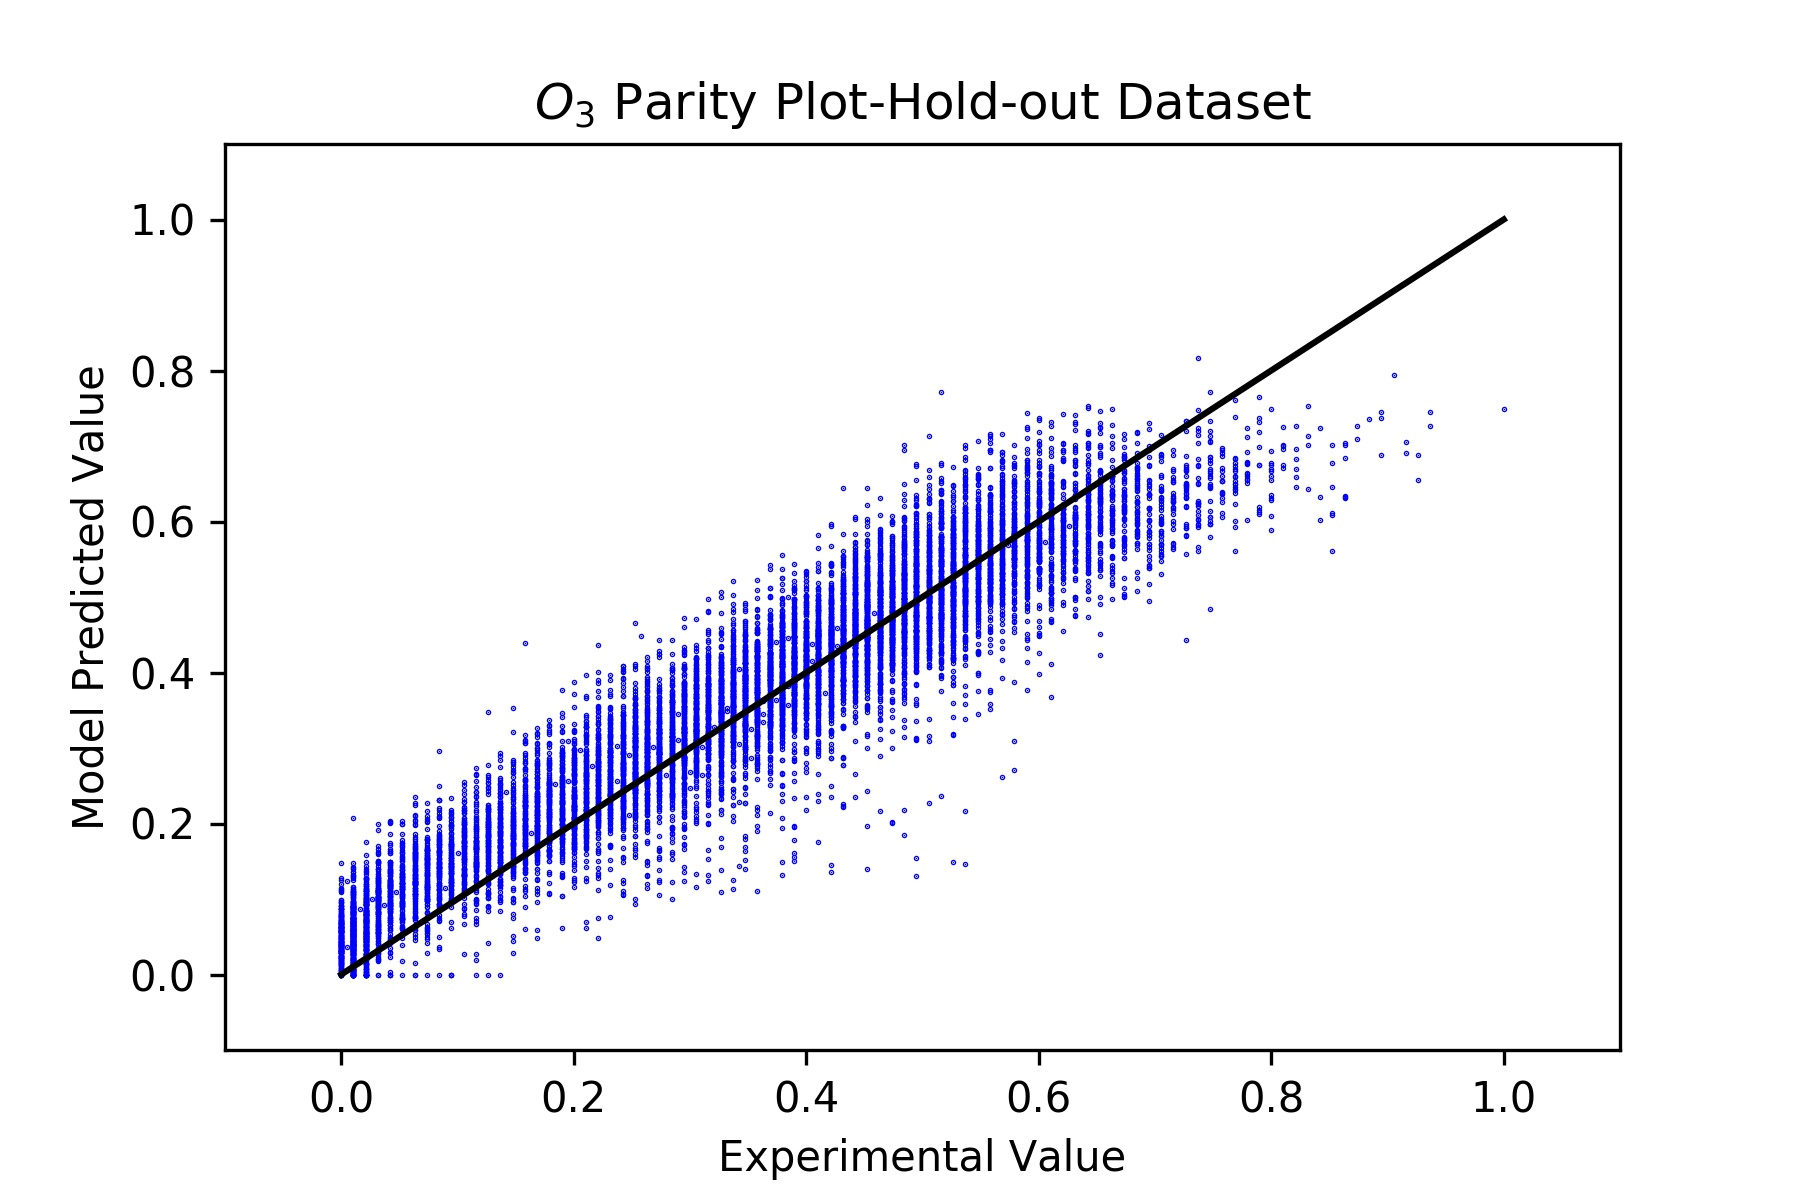 O₃ Parity Plot-Hold-out Dataset
Model Predicted Value
1.0
0.8
0.6
0.4
0.2
0.0
0.0 0.2 0.4 0.6 0.8 1.0
Experimental Value